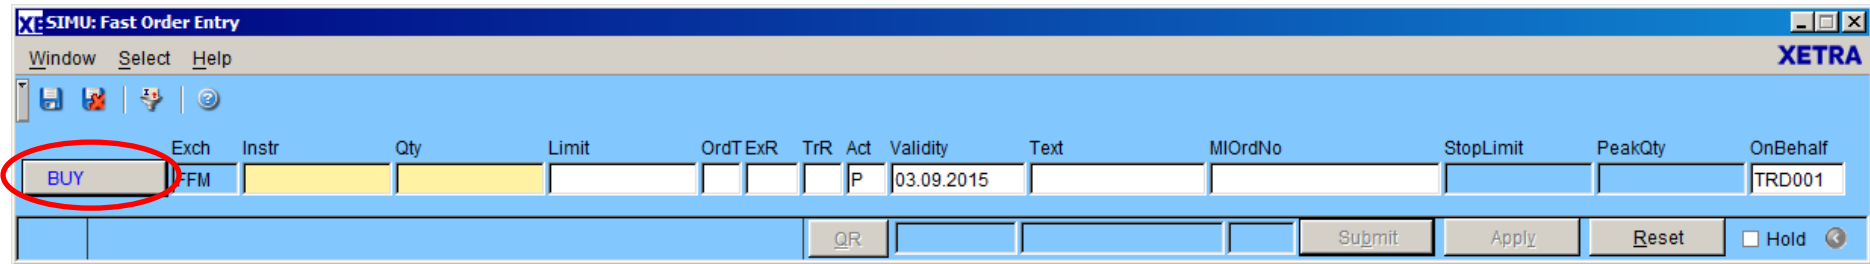 XE SIMU: Fast Order Entry
Window Select Help XETRA
Exch Instr Qty Limit OrdT ExR TrR Act Validity Text MIOrdNo StopLimit PeakQty OnBehalf
BUY FFM P 03.09.2015 TRD001
QR Submit Apply Reset Hold